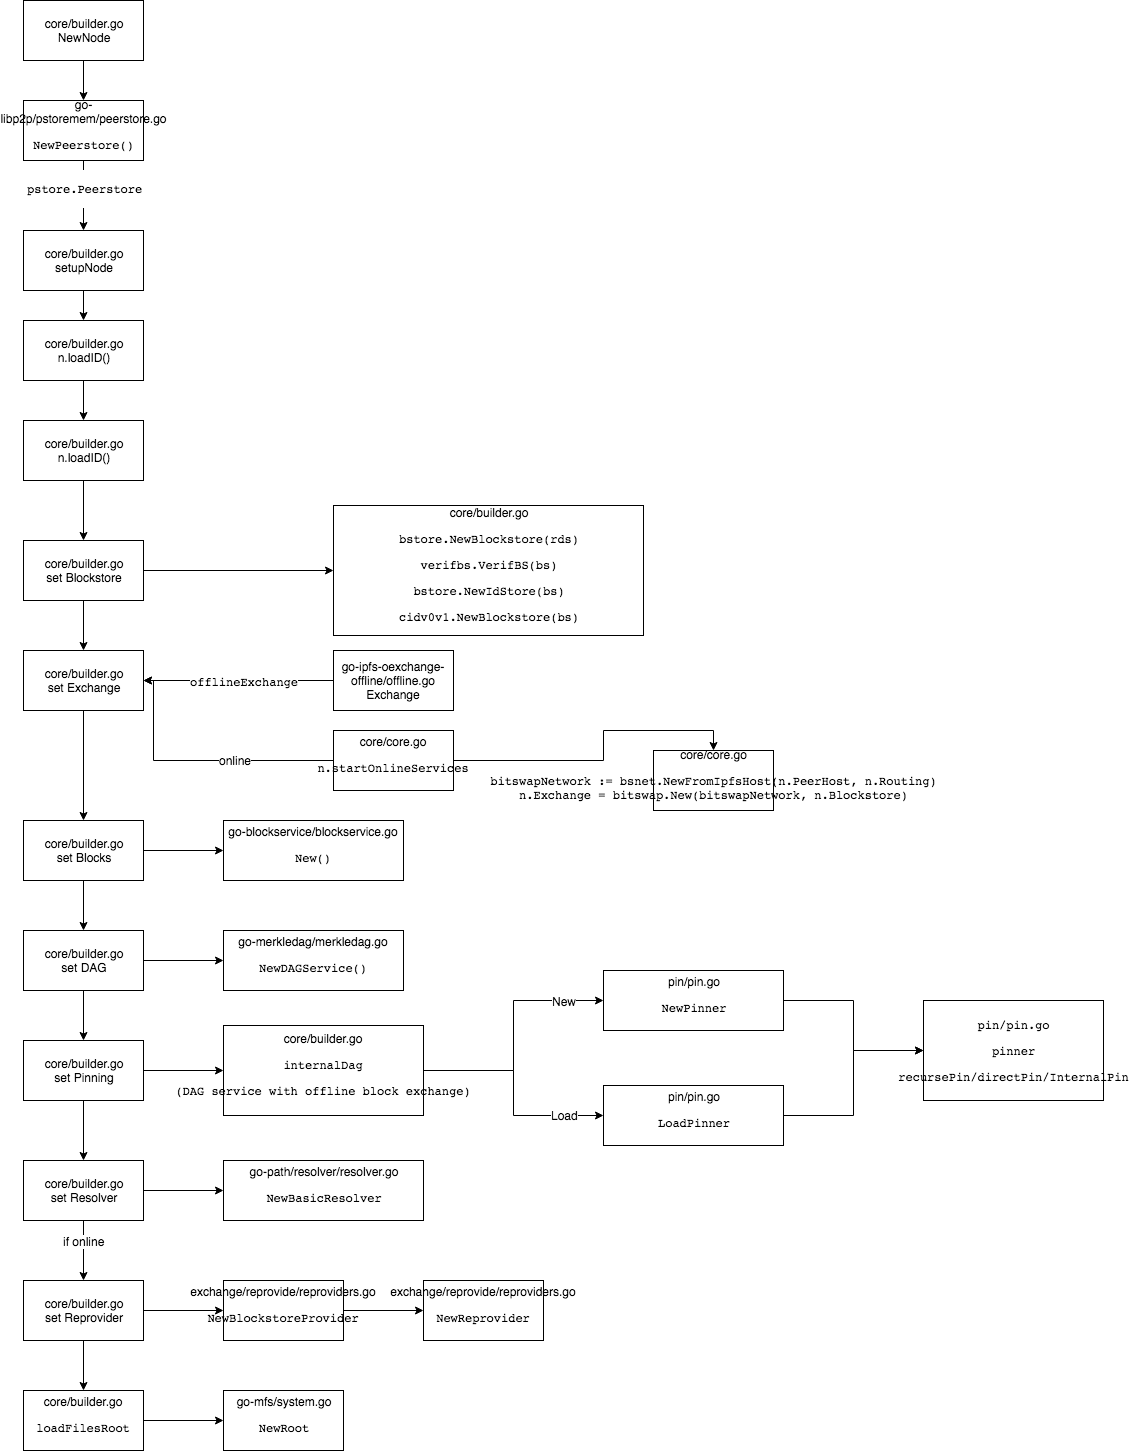 core/builder.go
NewNode
go-
libp2p/pstoremem/peerstore.go
NewPeerstore()
pstore.Peerstore
core/builder.go
setupNode
core/builder.go
n.loadID()
core/builder.go
n.loadID()
core/builder.go
set Blockstore
core/builder.go
bstore.NewBlockstore(rds)
verifbs.VerifBS(bs)
bstore.NewIdStore(bs)
cidv0v1.NewBlockstore(bs)
core/builder.go
set Exchange
offlineExchange
go-ipfs-oexchange-
offline/offline.go
Exchange
online
core/core.go
n.startOnlineServices
core/core.go
bitswapNetwork := bsnet.NewFromIpfsHost(n.PeerHost, n.Routing)
n.Exchange = bitswap.New(bitswapNetwork, n.Blockstore)
core/builder.go
set Blocks
go-blockservice/blockservice.go
New()
core/builder.go
set DAG
go-merkledag/merkledag.go
NewDAGService()
core/builder.go
set Pinning
core/builder.go
internalDag
(DAG service with offline block exchange)
New
pin/pin.go
NewPinner
Load
pin/pin.go
LoadPinner
pin/pin.go
pinner
recursePin/directPin/InternalPin
core/builder.go
set Resolver
go-path/resolver/resolver.go
NewBasicResolver
if online
core/builder.go
set Reprovider
exchange/reprovide/reproviders.go
NewBlockstoreProvider
exchange/reprovide/reproviders.go
NewReprovider
core/builder.go
loadFilesRoot
go-mfs/system.go
NewRoot